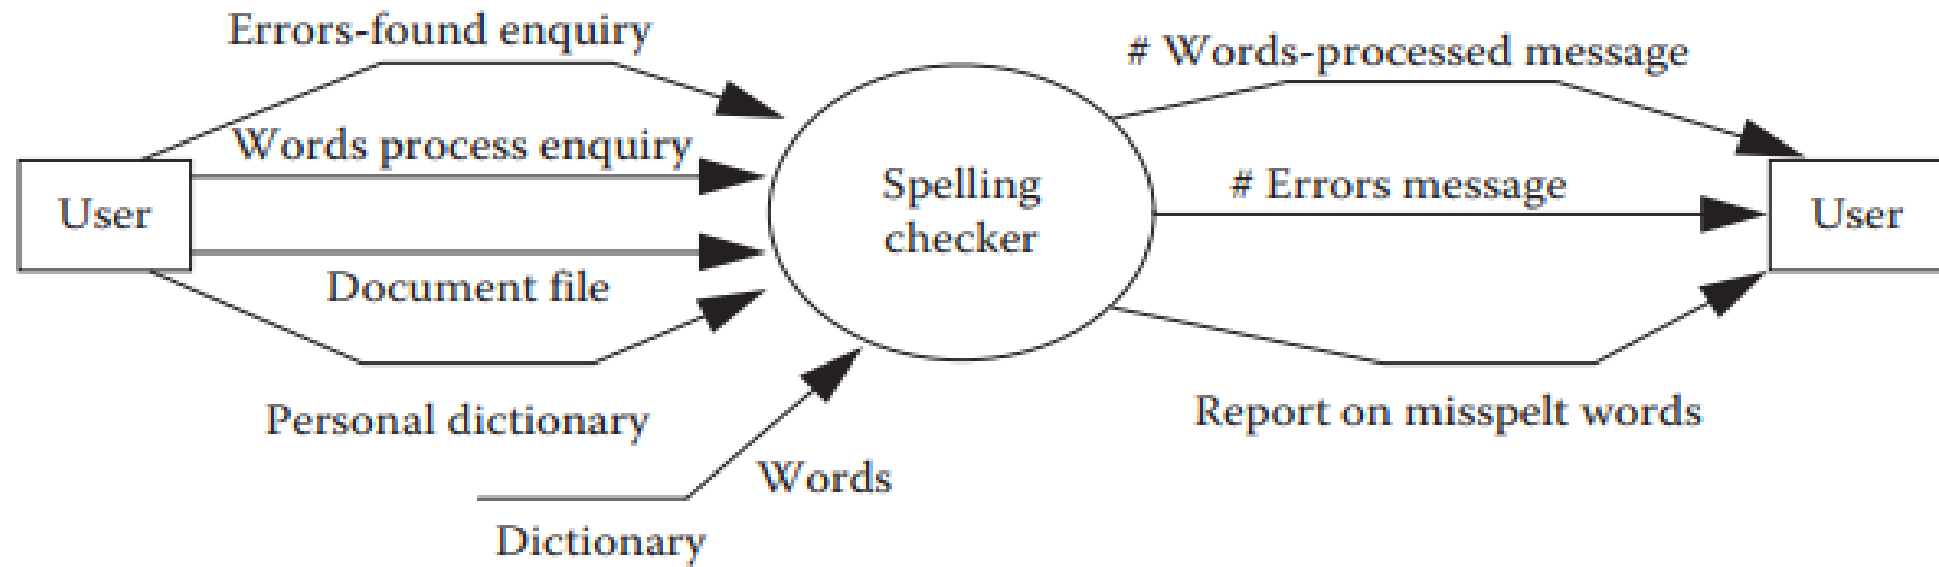 Errors-found enquiry
# Words-processed message
Words process enquiry
User
Spelling
checker
# Errors message
User
Document file
Personal dictionary
Report on misspelt words
Words
Dictionary